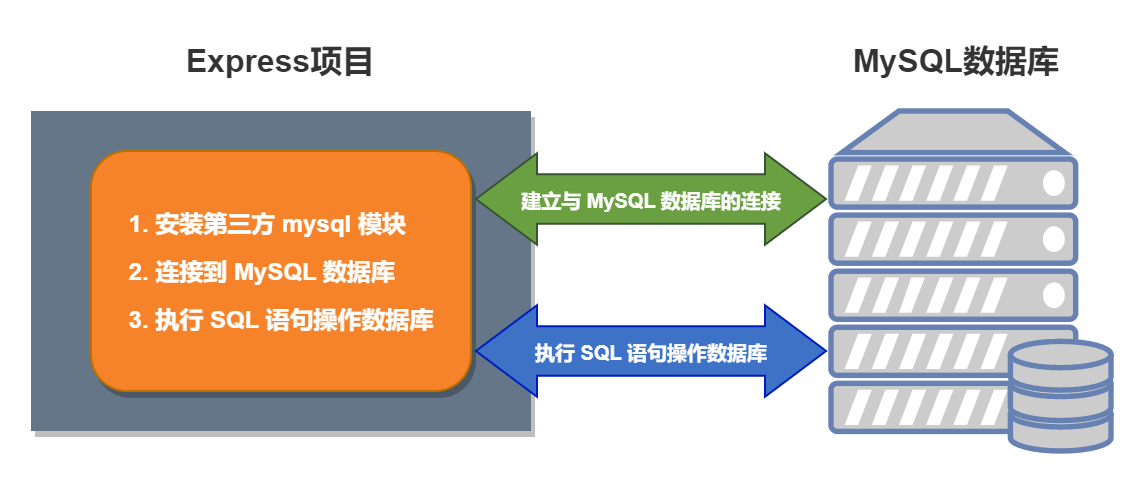 Express项目
MySQL数据库
1. 安装第三方 mysql 模块
2. 连接到 MySQL 数据库
3. 执行 SQL 语句操作数据库
建立与 MySQL 数据库的连接
执行 SQL 语句操作数据库